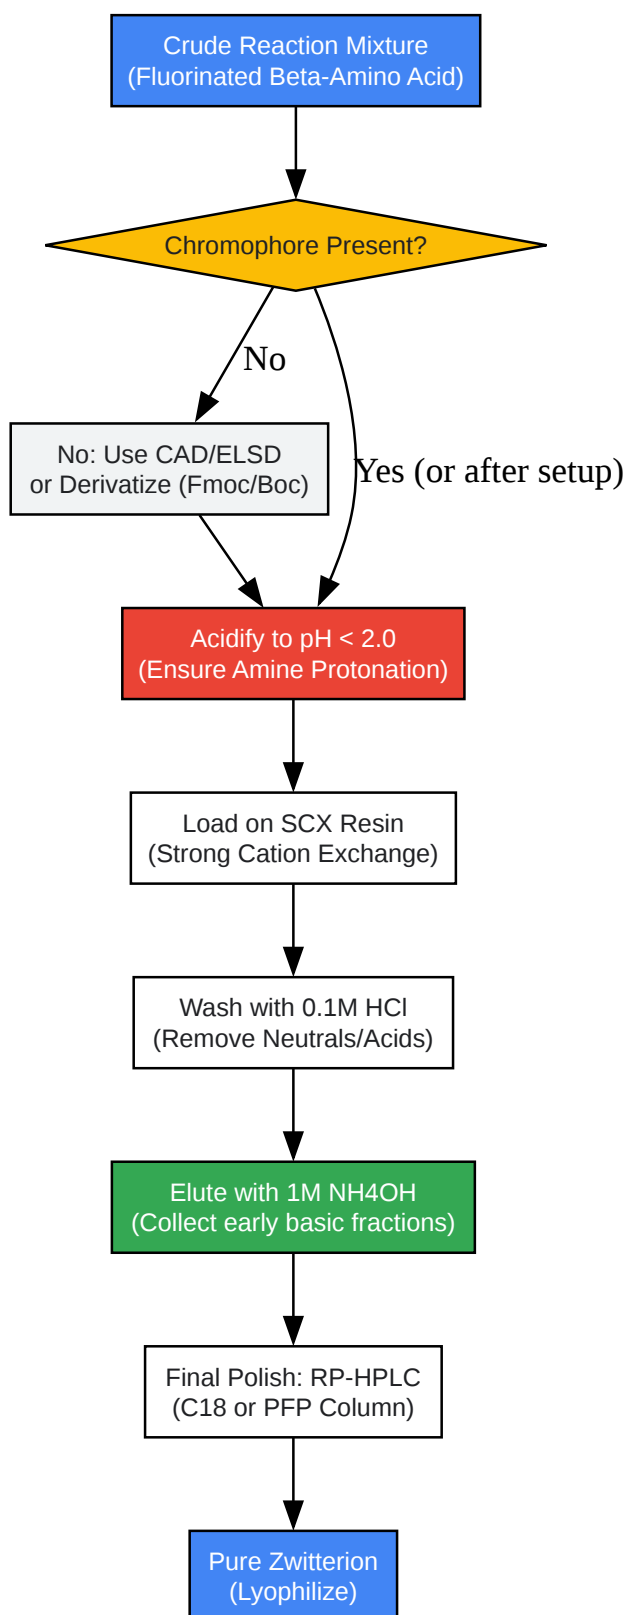 Crude Reaction Mixture
(Fluorinated Beta-Amino Acid)
Chromophore Present?
No
No: Use CAD/ELSD
or Derivatize (Fmoc/Boc)
Yes (or after setup)
Acidify to pH < 2.0
(Ensure Amine Protonation)
Load on SCX Resin
(Strong Cation Exchange)
Wash with 0.1M HCl
(Remove Neutrals/Acids)
Elute with 1M NH4OH
(Collect early basic fractions)
Final Polish: RP-HPLC
(C18 or PFP Column)
Pure Zwitterion
(Lyophilize)